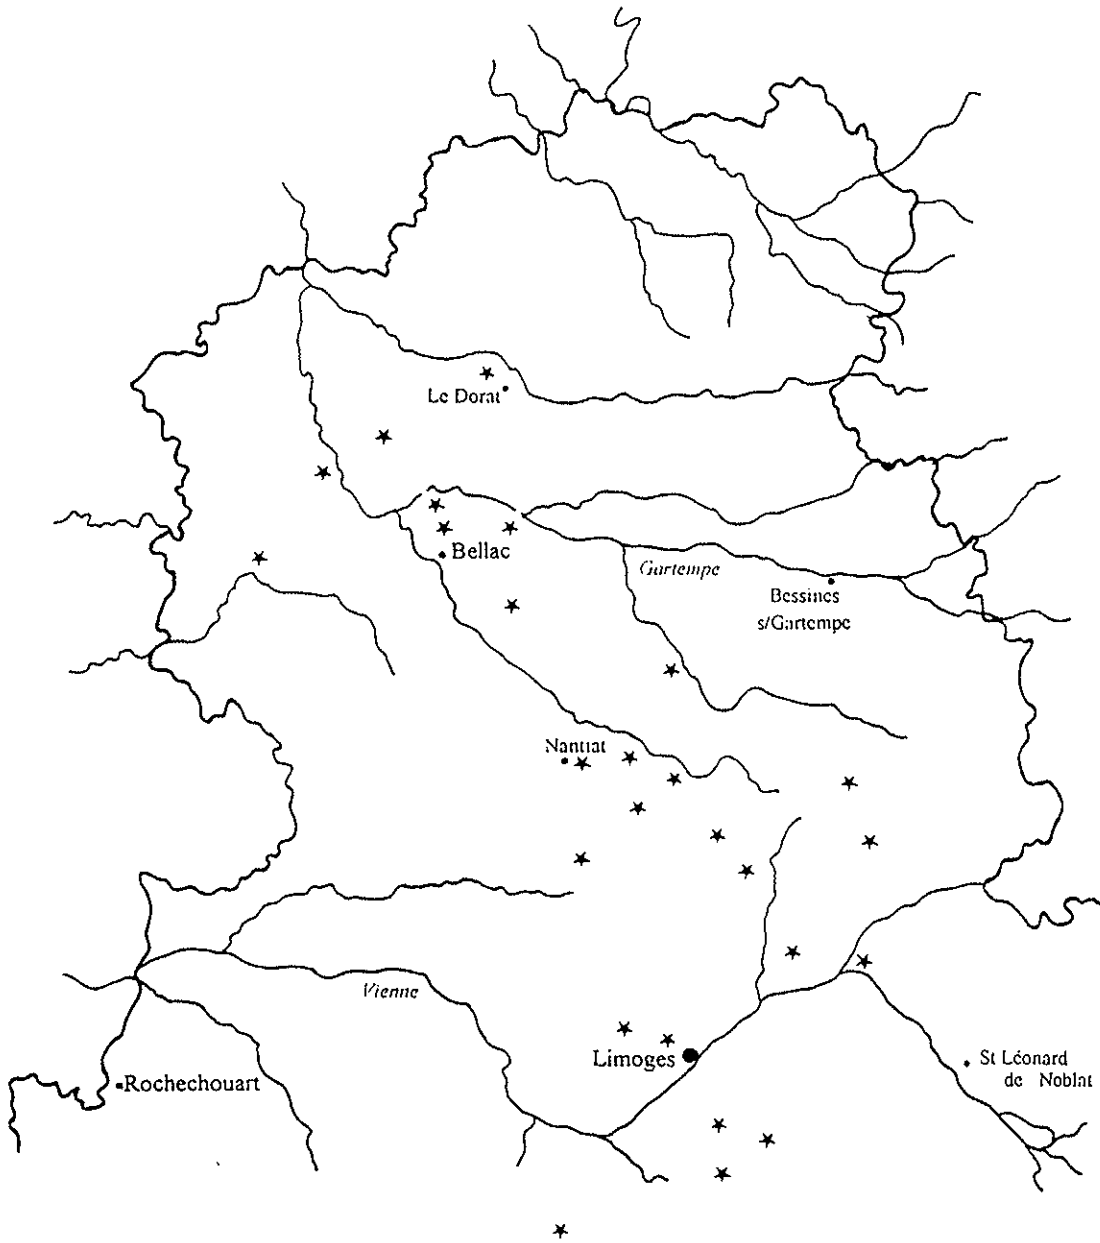 Le Dorat
Bellac
Gartempe
Bessines
s/Gartempe
Nantiat
Vienne
Limoges
St Léonard
de Noblat
Rochechouart